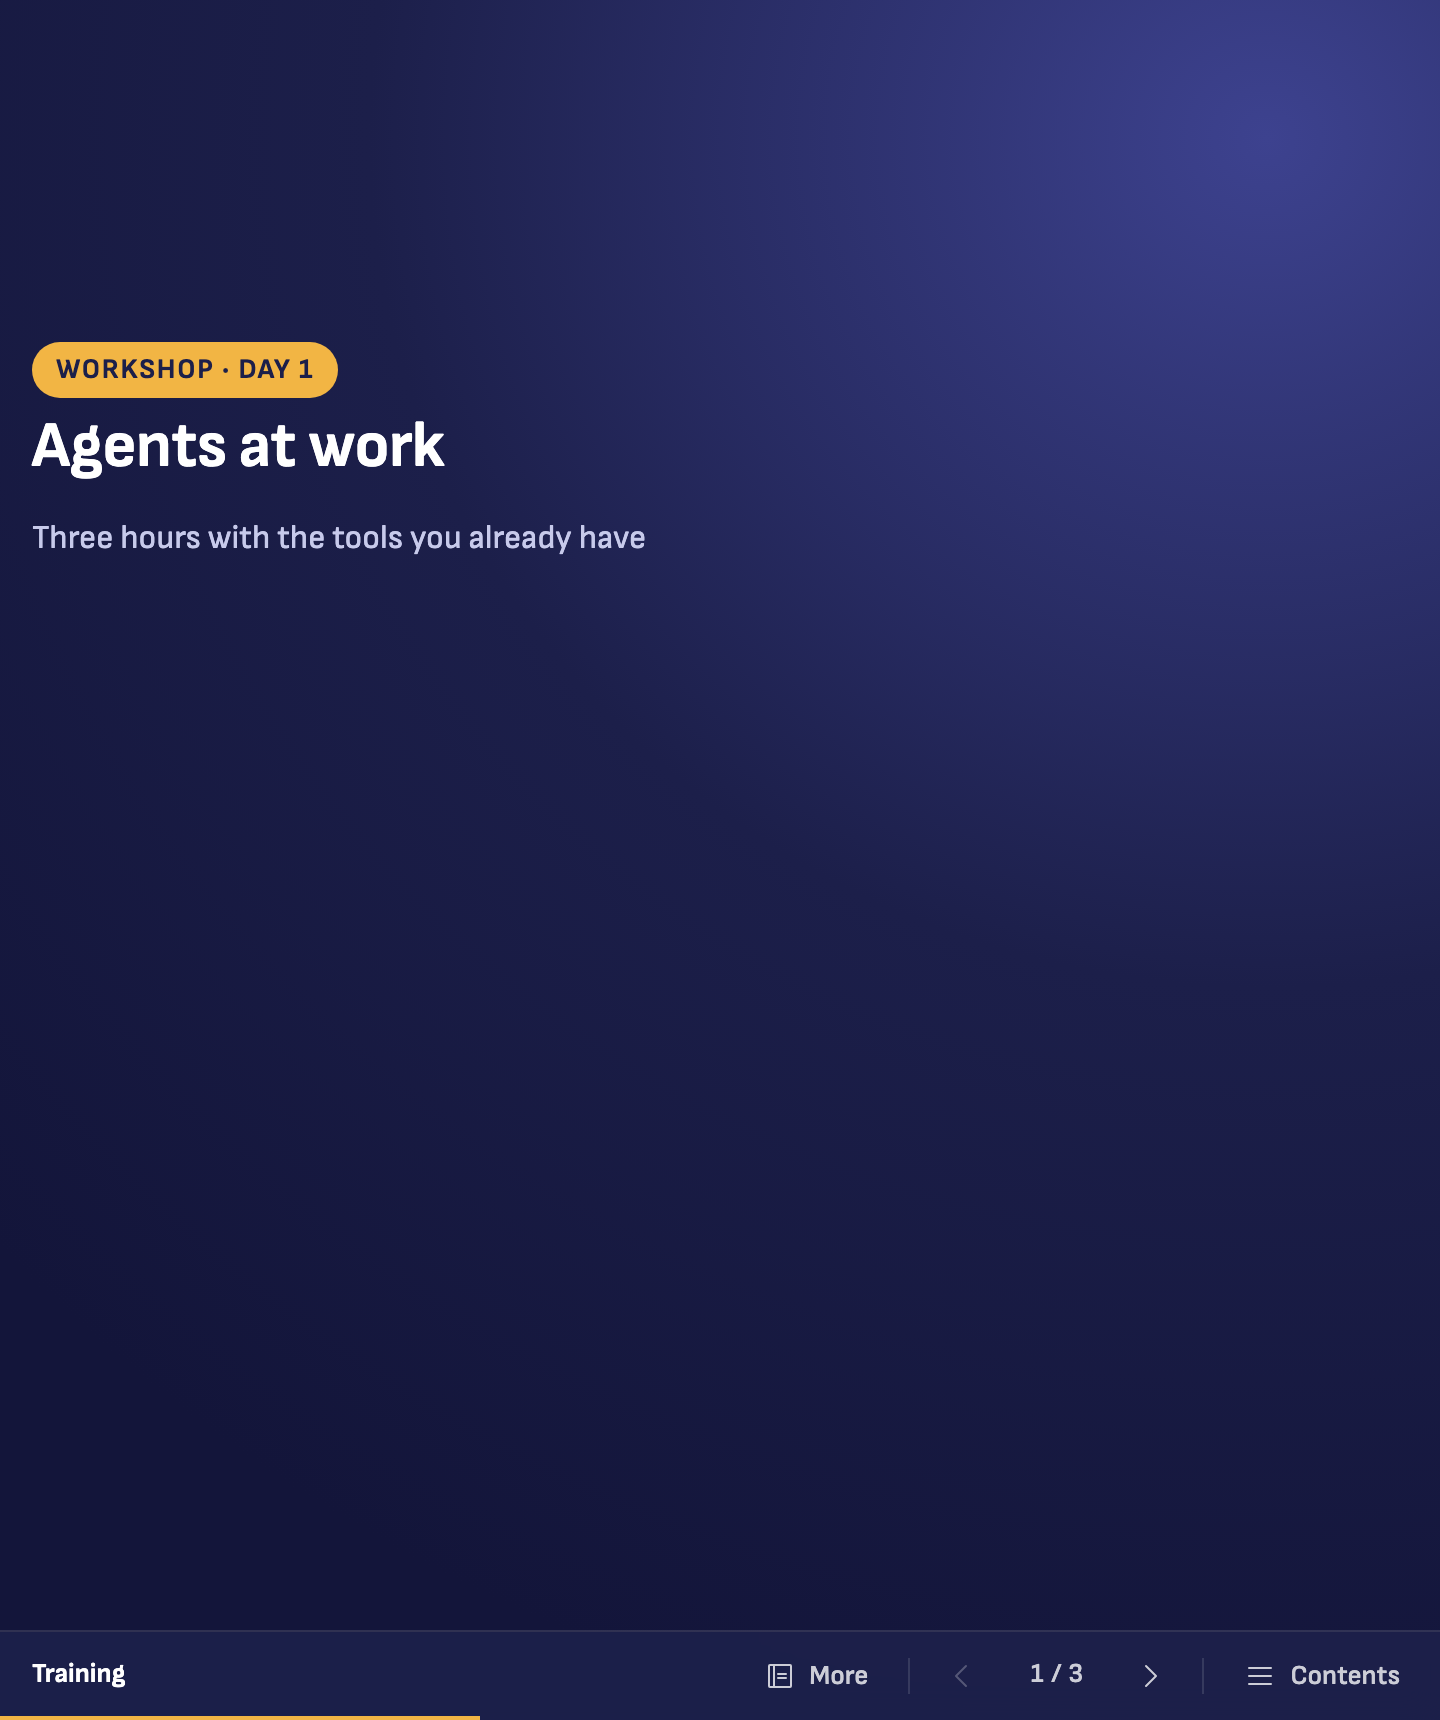 WORKSHOP · DAY 1
Agents at work
Three hours with the tools you already have
Training
More
1 / 3
Contents